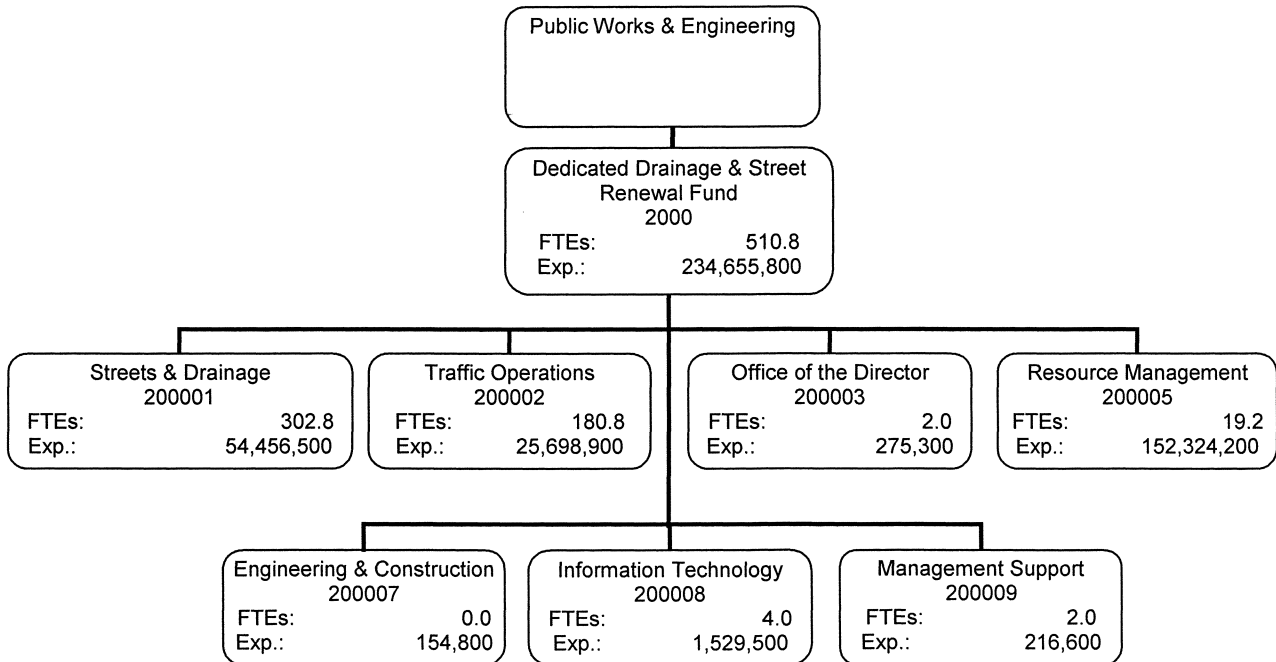 Public Works & Engineering
Dedicated Drainage & Street
Renewal Fund
2000
FTEs: 510.8
Exp.: 234,655,800
Streets & Drainage
200001
FTEs: 302.8
Exp.: 54,456,500
Traffic Operations
200002
FTEs: 180.8
Exp.: 25,698,900
Office of the Director
200003
FTEs: 2.0
Exp.: 275,300
Resource Management
200005
FTEs: 19.2
Exp.: 152,324,200
Engineering & Construction
200007
FTEs: 0.0
Exp.: 154,800
Information Technology
200008
FTEs: 4.0
Exp.: 1,529,500
Management Support
200009
FTEs: 2.0
Exp.: 216,600